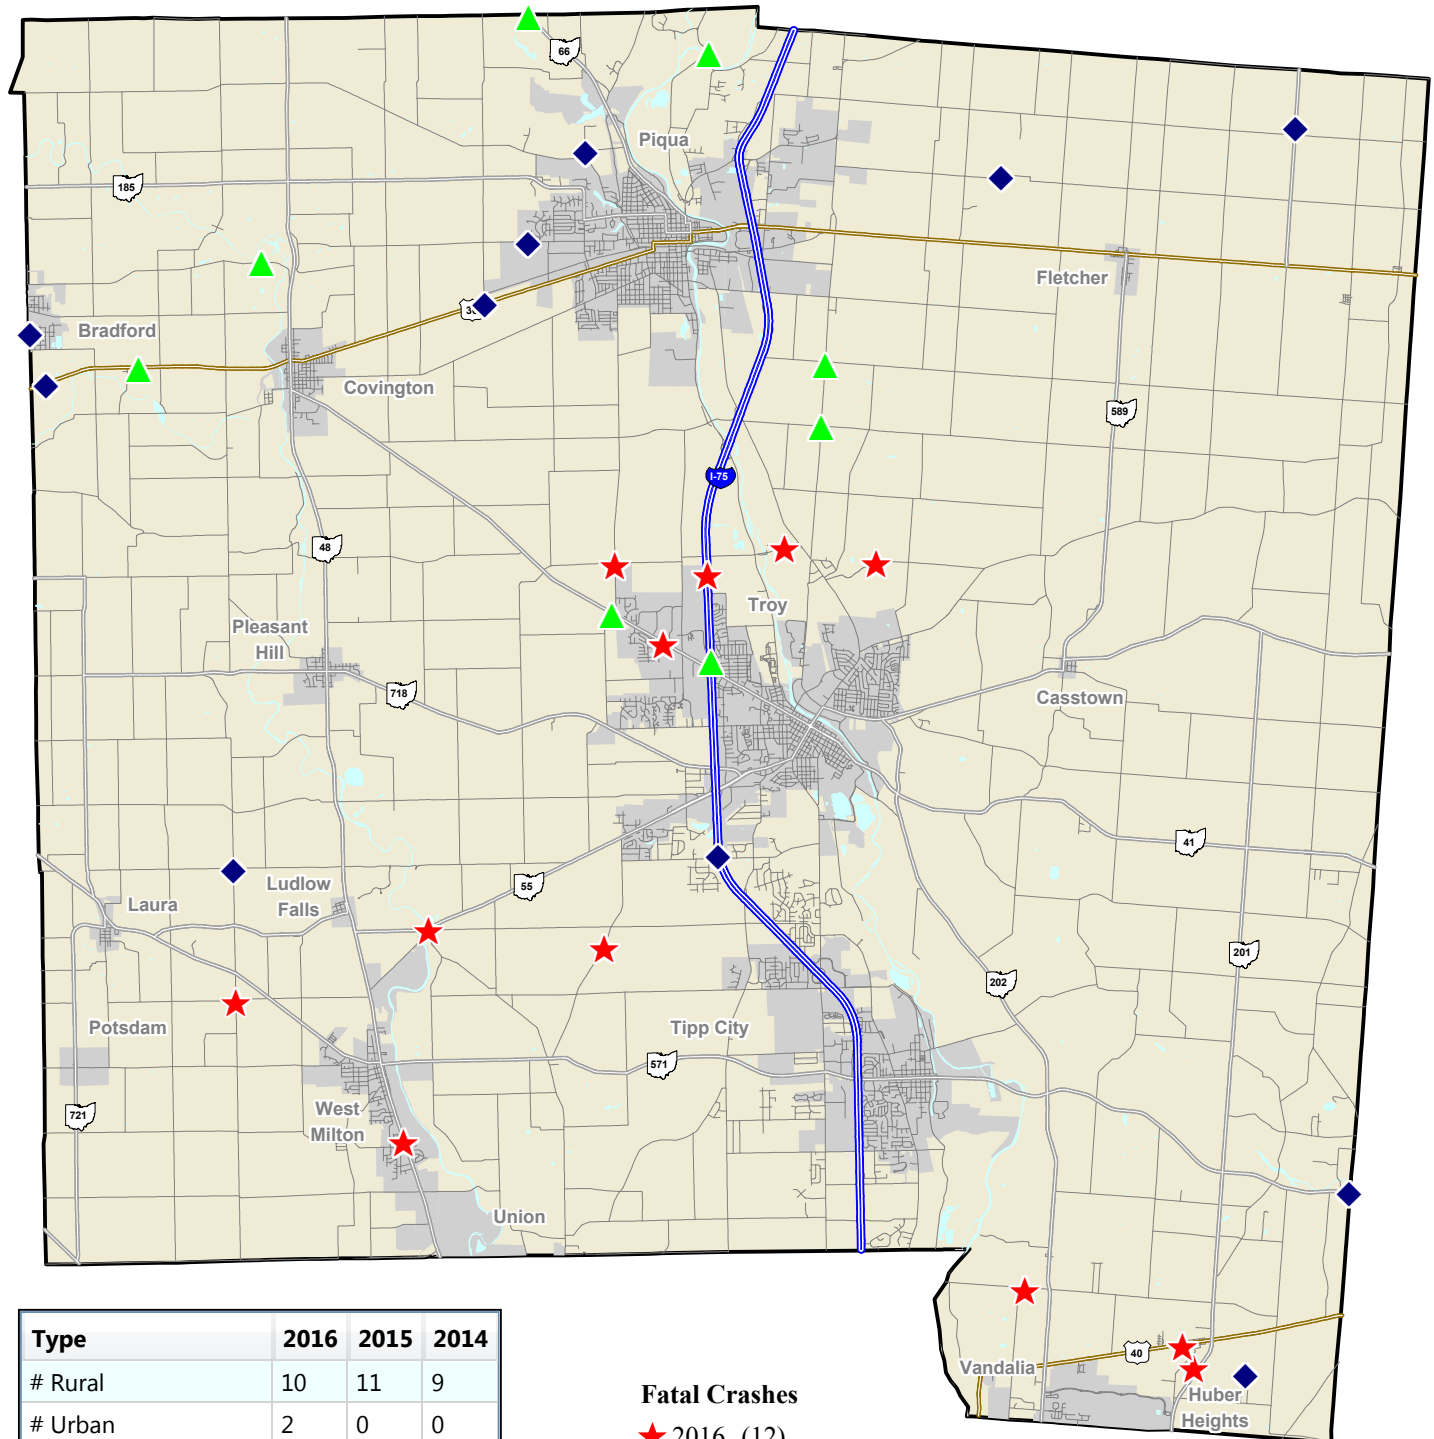 66
Piqua
185
Fletcher
Bradford
Covington
589
I-75
48
Troy
Pleasant
Hill
718
Casstown
41
Ludlow
Falls
55
Laura
201
202
Potsdam
Tipp City
571
721
West
Milton
Union
Vandalia
40
Huber
Heights
Type 2016 2015 2014
# Rural 10 11 9
# Urban 2 0 0
Fatal Crashes
2016 (12)